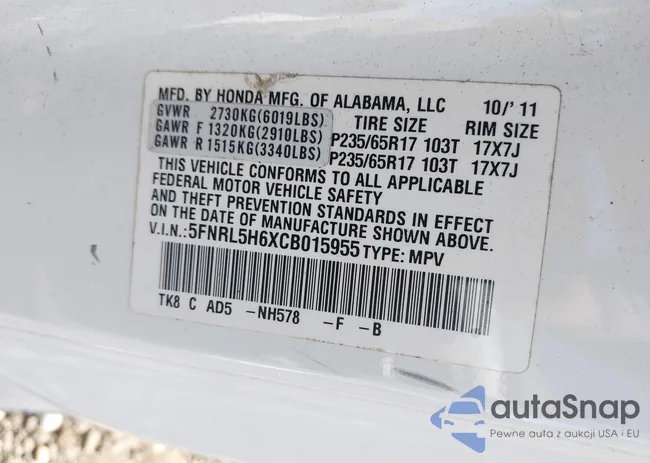 MFD. BY HONDA MFG. OF ALABAMA, LLC 10/'11
GVWR 2730KG(6019LBS) TIRE SIZE RIM SIZE
GAWR F 1320KG(2910LBS) P235/65R17 103T 17X7J
GAWR R 1515KG(3340LBS) P235/65R17 103T 17X7J
THIS VEHICLE CONFORMS TO ALL APPLICABLE
FEDERAL MOTOR VEHICLE SAFETY
AND THEFT PREVENTION STANDARDS IN EFFECT
ON THE DATE OF MANUFACTURE SHOWN ABOVE.
V.I.N.: 5FNRL5H6XCB015955 TYPE: MPV
TK8 C AD5 -NH578 -F -B
autaSnap
Pewne auta z aukcji USA i EU